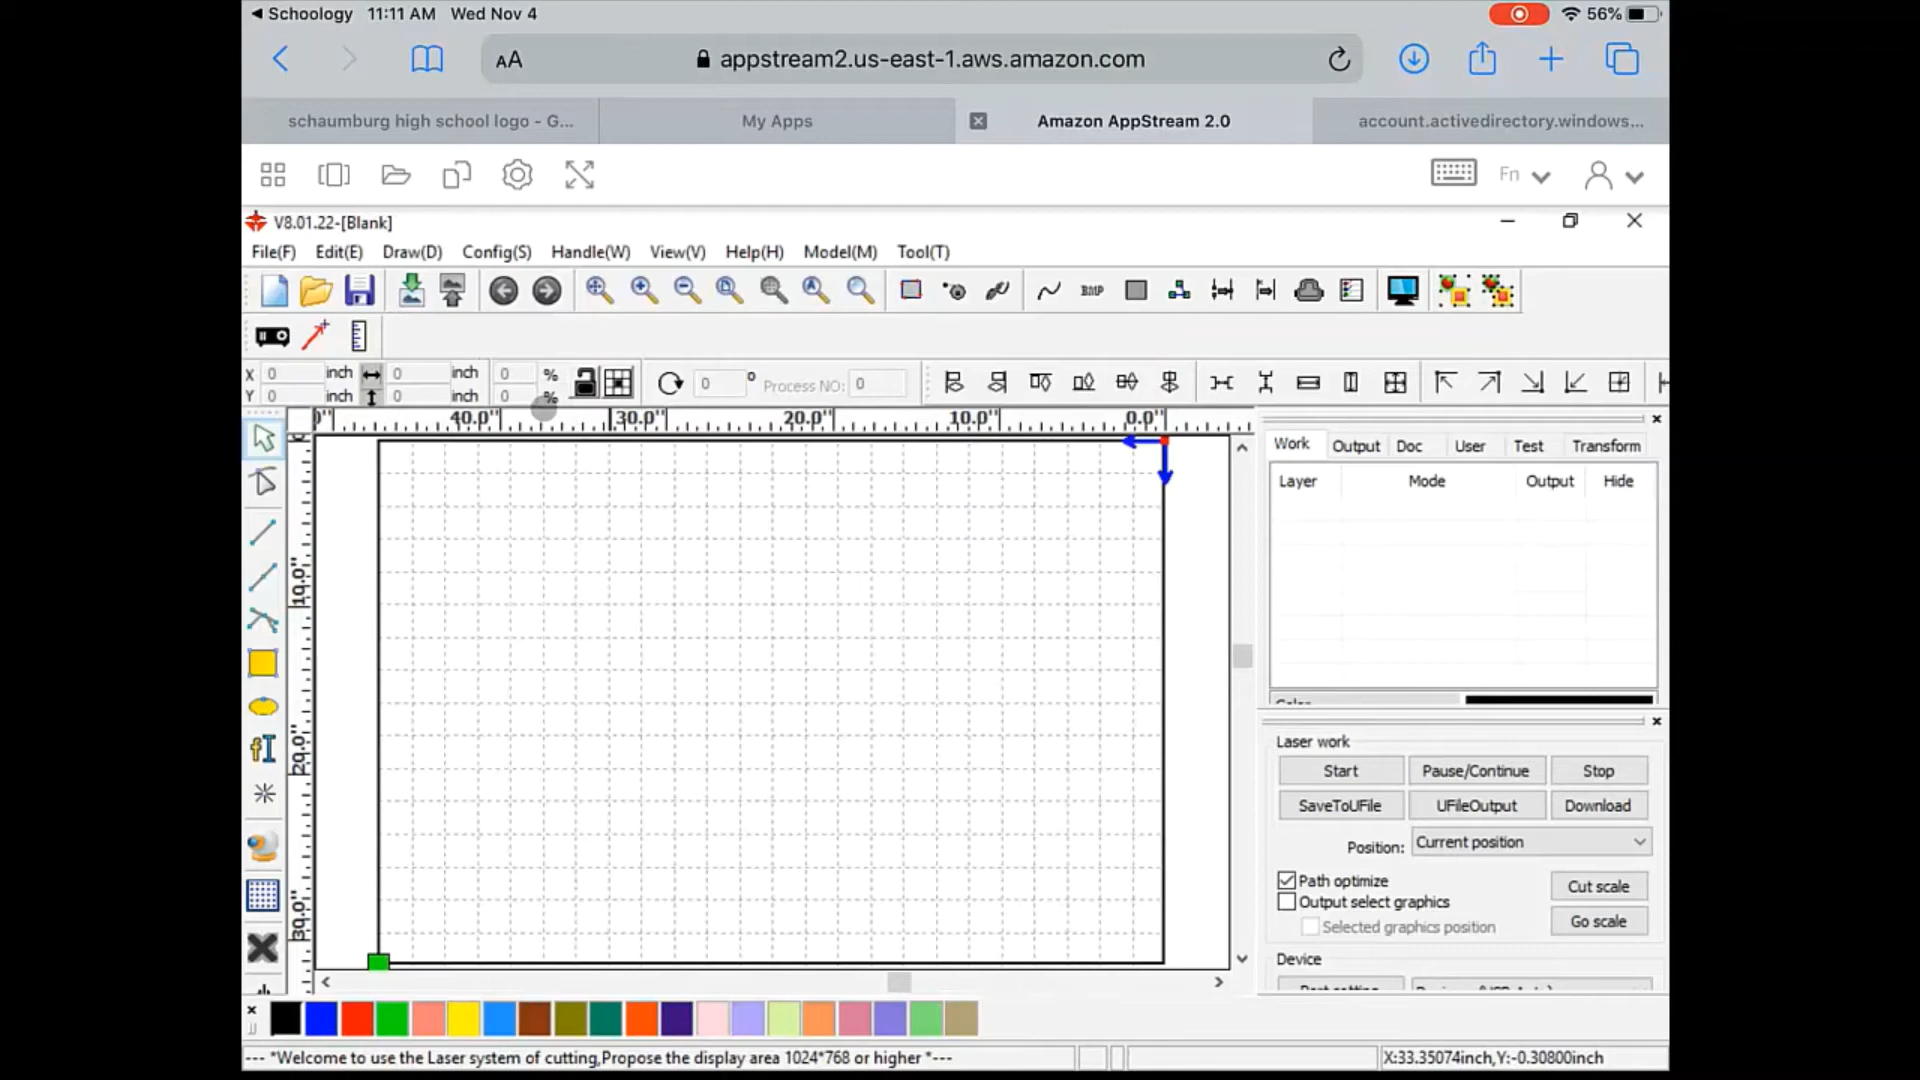 Schoology 11:11 AM Wed Nov 4 56%
AA appstream2.us-east-1.aws.amazon.com
schaumburg high school logo - G... My Apps Amazon AppStream 2.0 account.activedirectory.windows...
Fn
V8.01.22-[Blank]
File(F) Edit(E) Draw(D) Config(S) Handle(W) View(V) Help(H) Model(M) Tool(T)
BMP
X 0 inch 0 inch 0 %
Y 0 inch 0 inch 0 %
0 ° Process NO: 0
0" 40.0" 30.0" 20.0" 10.0" 0.0"
10.0"
20.0"
30.0"
Work Output Doc User Test Transform
Layer Mode Output Hide
Color
Laser work
Start Pause/Continue Stop
SaveToUFile UFileOutput Download
Position: Current position
Path optimize Cut scale
Output select graphics
Selected graphics position Go scale
Device
--- *Welcome to use the Laser system of cutting,Propose the display area 1024*768 or higher *---
X:33.35074inch,Y:-0.30800inch